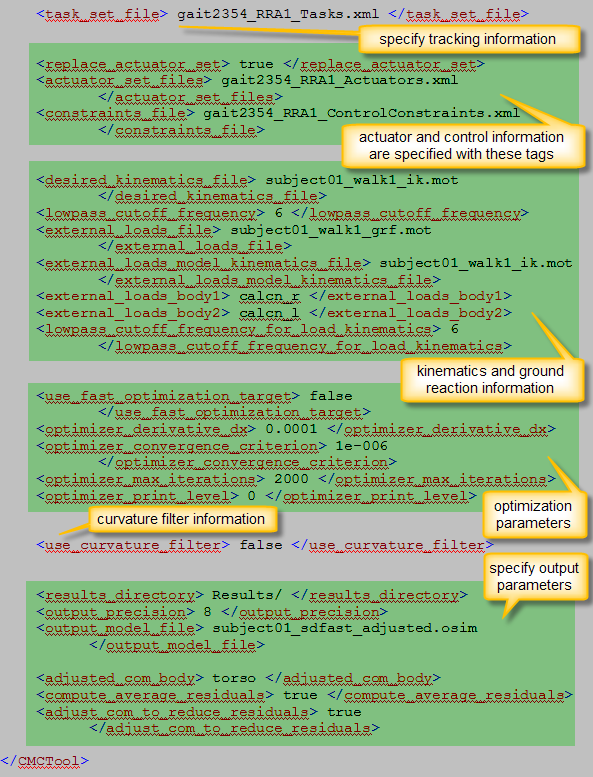 <task_set_file> gait2354_RRA1_Tasks.xml </task_set_file>
specify tracking information
<replace_actuator_set> true </replace_actuator_set>
<actuator_set_files> gait2354_RRA1_Actuators.xml
</actuator_set_files>
<constraints_file> gait2354_RRA1_ControlConstraints.xml
</constraints_file>
actuator and control information
are specified with these tags
<desired_kinematics_file> subject01_walk1_ik.mot
</desired_kinematics_file>
<lowpass_cutoff_frequency> 6 </lowpass_cutoff_frequency>
<external_loads_file> subject01_walk1_grf.mot
</external_loads_file>
<external_loads_model_kinematics_file> subject01_walk1_ik.mot
</external_loads_model_kinematics_file>
<external_loads_body1> calcn_r </external_loads_body1>
<external_loads_body2> calcn_l </external_loads_body2>
<lowpass_cutoff_frequency_for_load_kinematics> 6
</lowpass_cutoff_frequency_for_load_kinematics>
kinematics and ground
reaction information
<use_fast_optimization_target> false
</use_fast_optimization_target>
<optimizer_derivative_dx> 0.0001 </optimizer_derivative_dx>
<optimizer_convergence_criterion> 1e-006
</optimizer_convergence_criterion>
<optimizer_max_iterations> 2000 </optimizer_max_iterations>
<optimizer_print_level> 0 </optimizer_print_level>
optimization
parameters
curvature filter information
<use_curvature_filter> false </use_curvature_filter>
specify output
parameters
<results_directory> Results/ </results_directory>
<output_precision> 8 </output_precision>
<output_model_file> subject01_sdfast_adjusted.osim
</output_model_file>
<adjusted_com_body> torso </adjusted_com_body>
<compute_average_residuals> true </compute_average_residuals>
<adjust_com_to_reduce_residuals> true
</adjust_com_to_reduce_residuals>
</CMCTool>